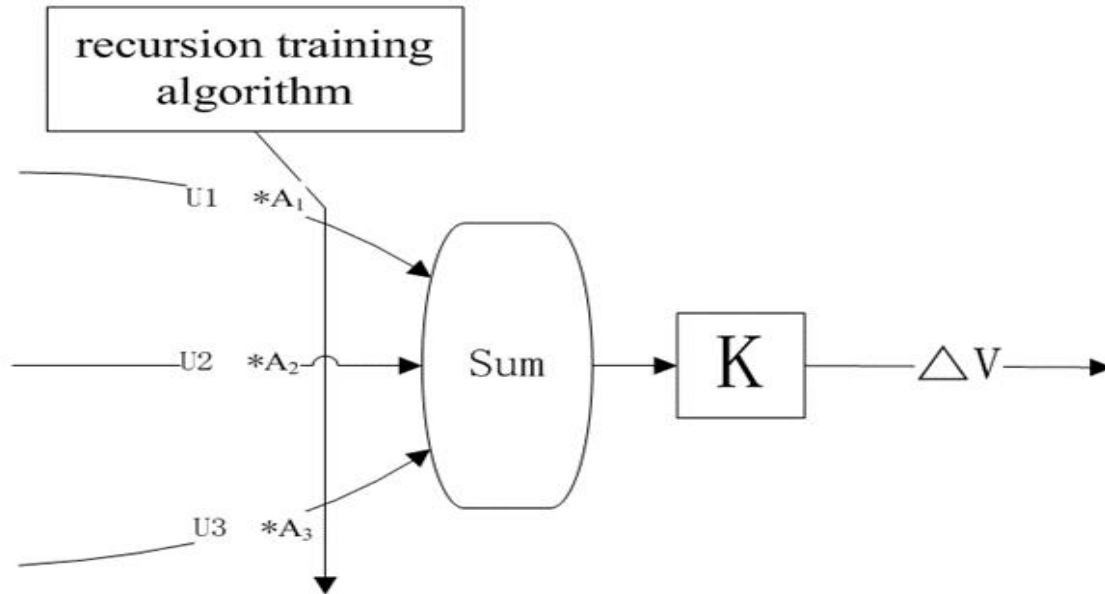 recursion training
algorithm
U1 *A₁
U2 *A₂
Sum
K
△V
U3 *A₃